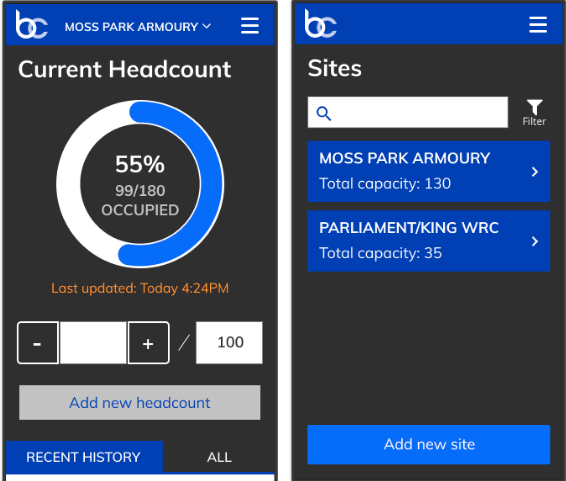 bc
MOSS PARK ARMOURY
Current Headcount
55%
99/180
OCCUPIED
Last updated: Today 4:24PM
- + / 100
Add new headcount
RECENT HISTORY ALL
bc
Sites
Filter
MOSS PARK ARMOURY
Total capacity: 130
PARLIAMENT/KING WRC
Total capacity: 35
Add new site